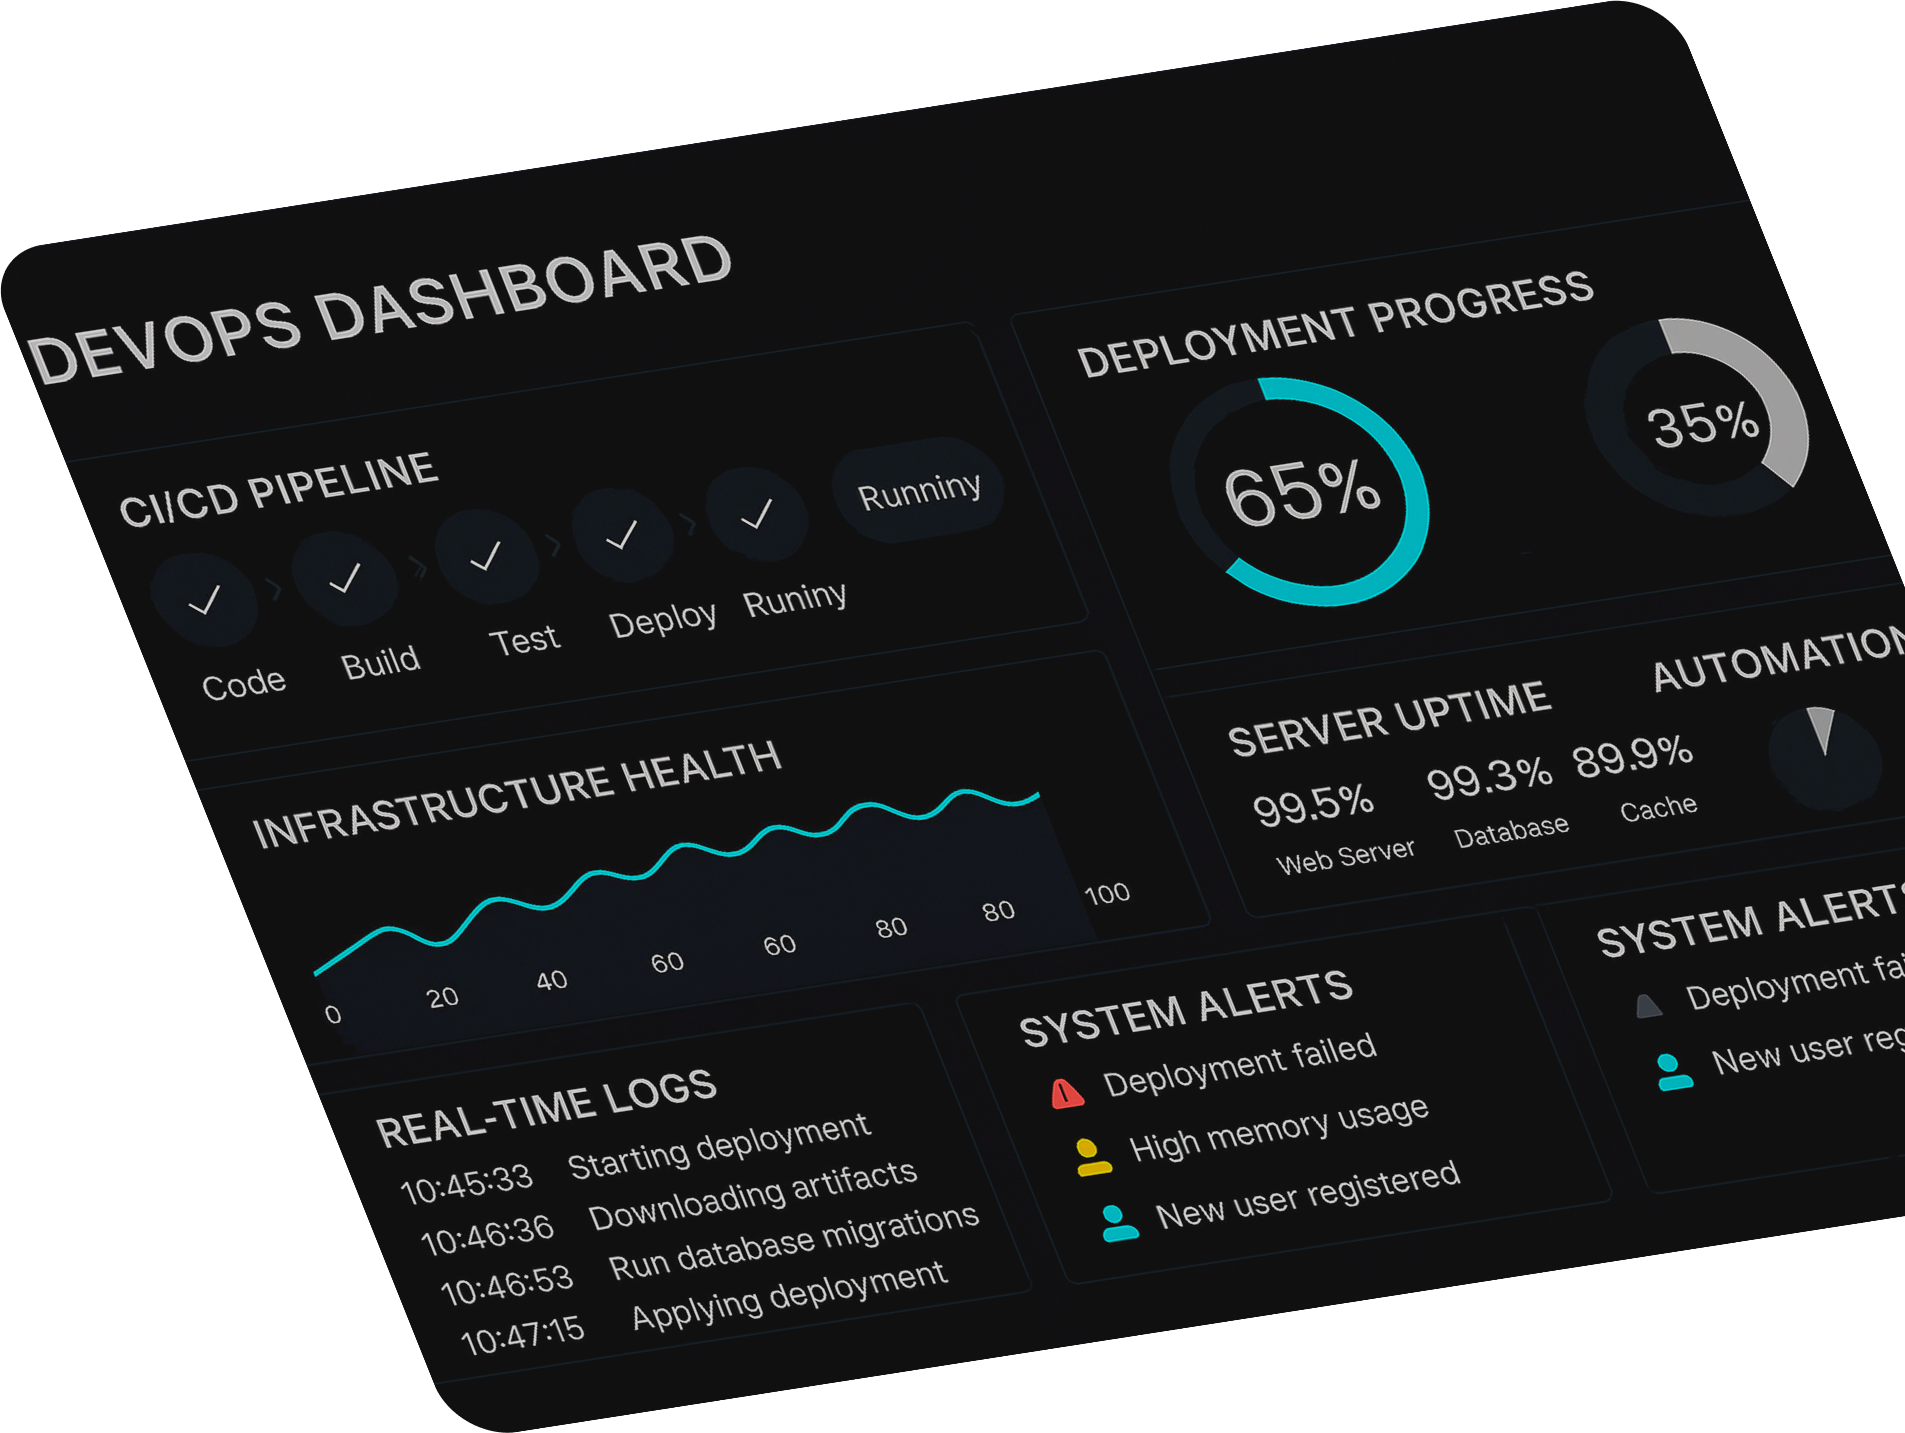 DEVOPS DASHBOARD
CI/CD PIPELINE
Runniny
Code Build Test Deploy Runiny
DEPLOYMENT PROGRESS
65%
35%
INFRASTRUCTURE HEALTH
0 20 40 60 60 80 80 100
SERVER UPTIME
99.5% 99.3% 89.9%
Web Server Database Cache
AUTOMATION
REAL-TIME LOGS
10:45:33 Starting deployment
10:46:36 Downloading artifacts
10:46:53 Run database migrations
10:47:15 Applying deployment
SYSTEM ALERTS
Deployment failed
High memory usage
New user registered
SYSTEM ALERTS
Deployment fai
New user reg